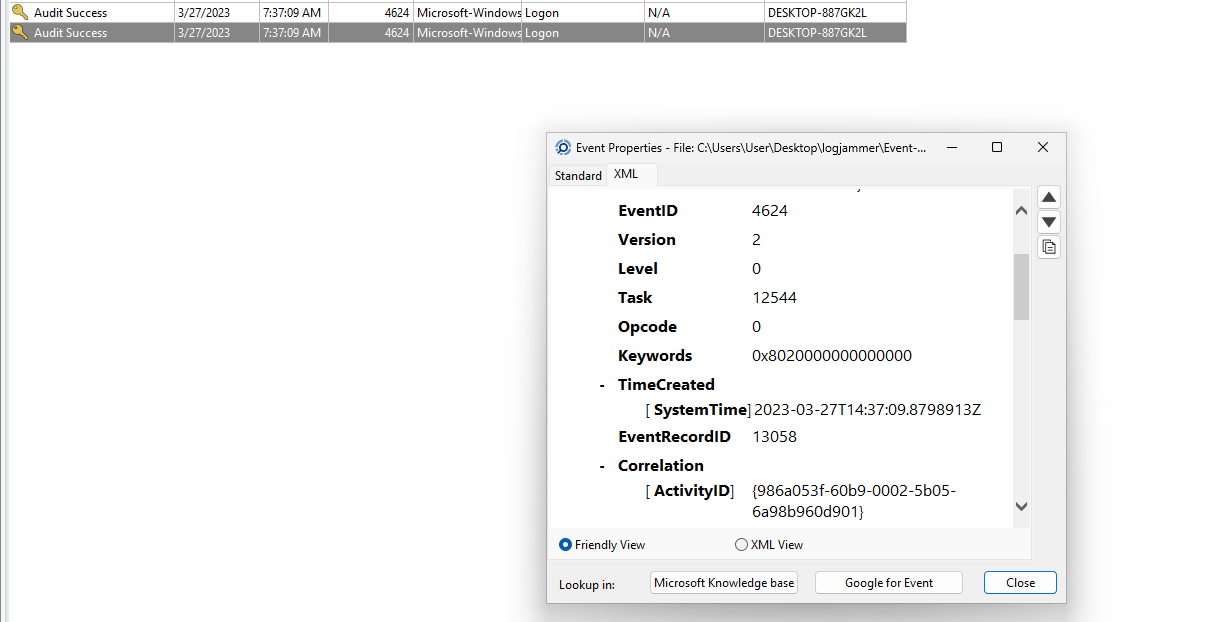 Audit Success 3/27/2023 7:37:09 AM 4624 Microsoft-Windows Logon N/A DESKTOP-887GK2L
Audit Success 3/27/2023 7:37:09 AM 4624 Microsoft-Windows Logon N/A DESKTOP-887GK2L
Event Properties - File: C:\Users\User\Desktop\logjammer\Event-...
Standard XML
EventID 4624
Version 2
Level 0
Task 12544
Opcode 0
Keywords 0x8020000000000000
- TimeCreated
[ SystemTime] 2023-03-27T14:37:09.8798913Z
EventRecordID 13058
- Correlation
[ ActivityID] {986a053f-60b9-0002-5b05-
6a98b960d901}
Friendly View XML View
Lookup in: Microsoft Knowledge base Google for Event Close